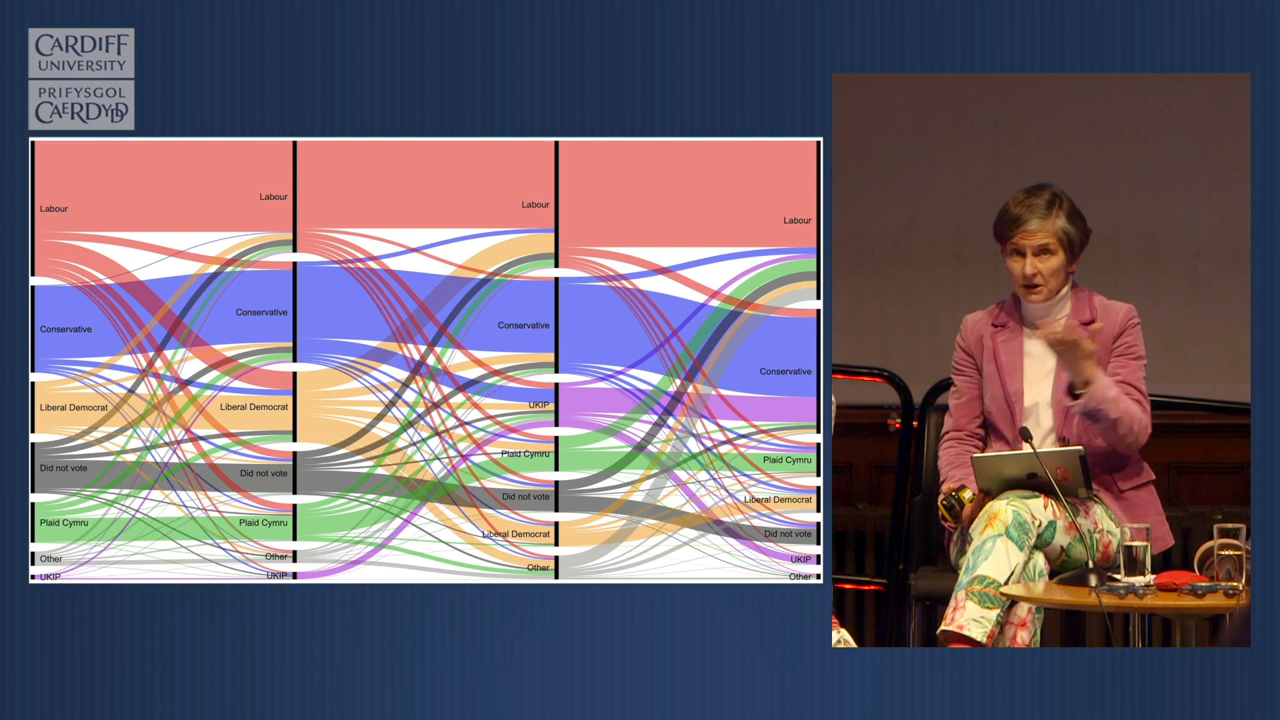 CARDIFF
UNIVERSITY
PRIFYSGOL
CAERDYDD
Labour
Conservative
Liberal Democrat
Did not vote
Plaid Cymru
Other
UKIP
Labour
Conservative
Liberal Democrat
Did not vote
Plaid Cymru
Other
UKIP
Labour
Conservative
UKIP
Plaid Cymru
Did not vote
Liberal Democrat
Other
Labour
Conservative
Plaid Cymru
Liberal Democrat
Did not vote
UKIP
Other